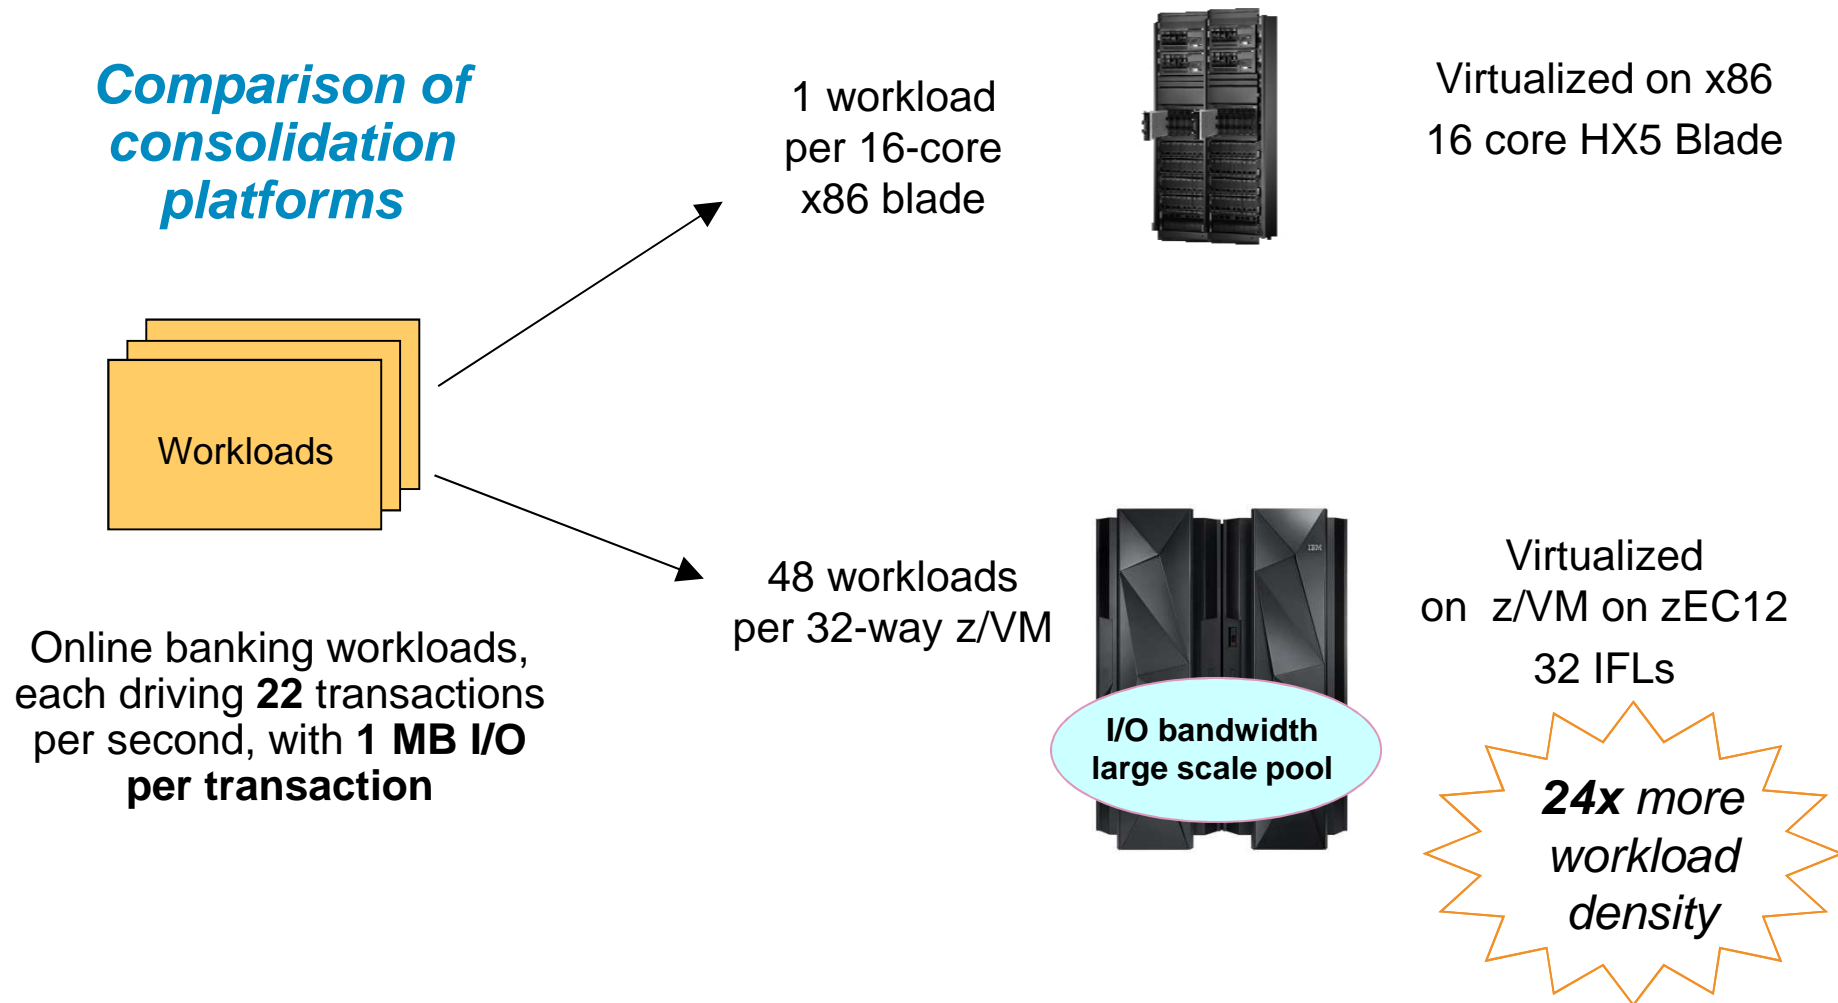 Comparison of
consolidation
platforms
1 workload
per 16-core
x86 blade
Virtualized on x86
16 core HX5 Blade
Workloads
Online banking workloads,
each driving 22 transactions
per second, with 1 MB I/O
per transaction
48 workloads
per 32-way z/VM
IBM
I/O bandwidth
large scale pool
Virtualized
on z/VM on zEC12
32 IFLs
24x more
workload
density